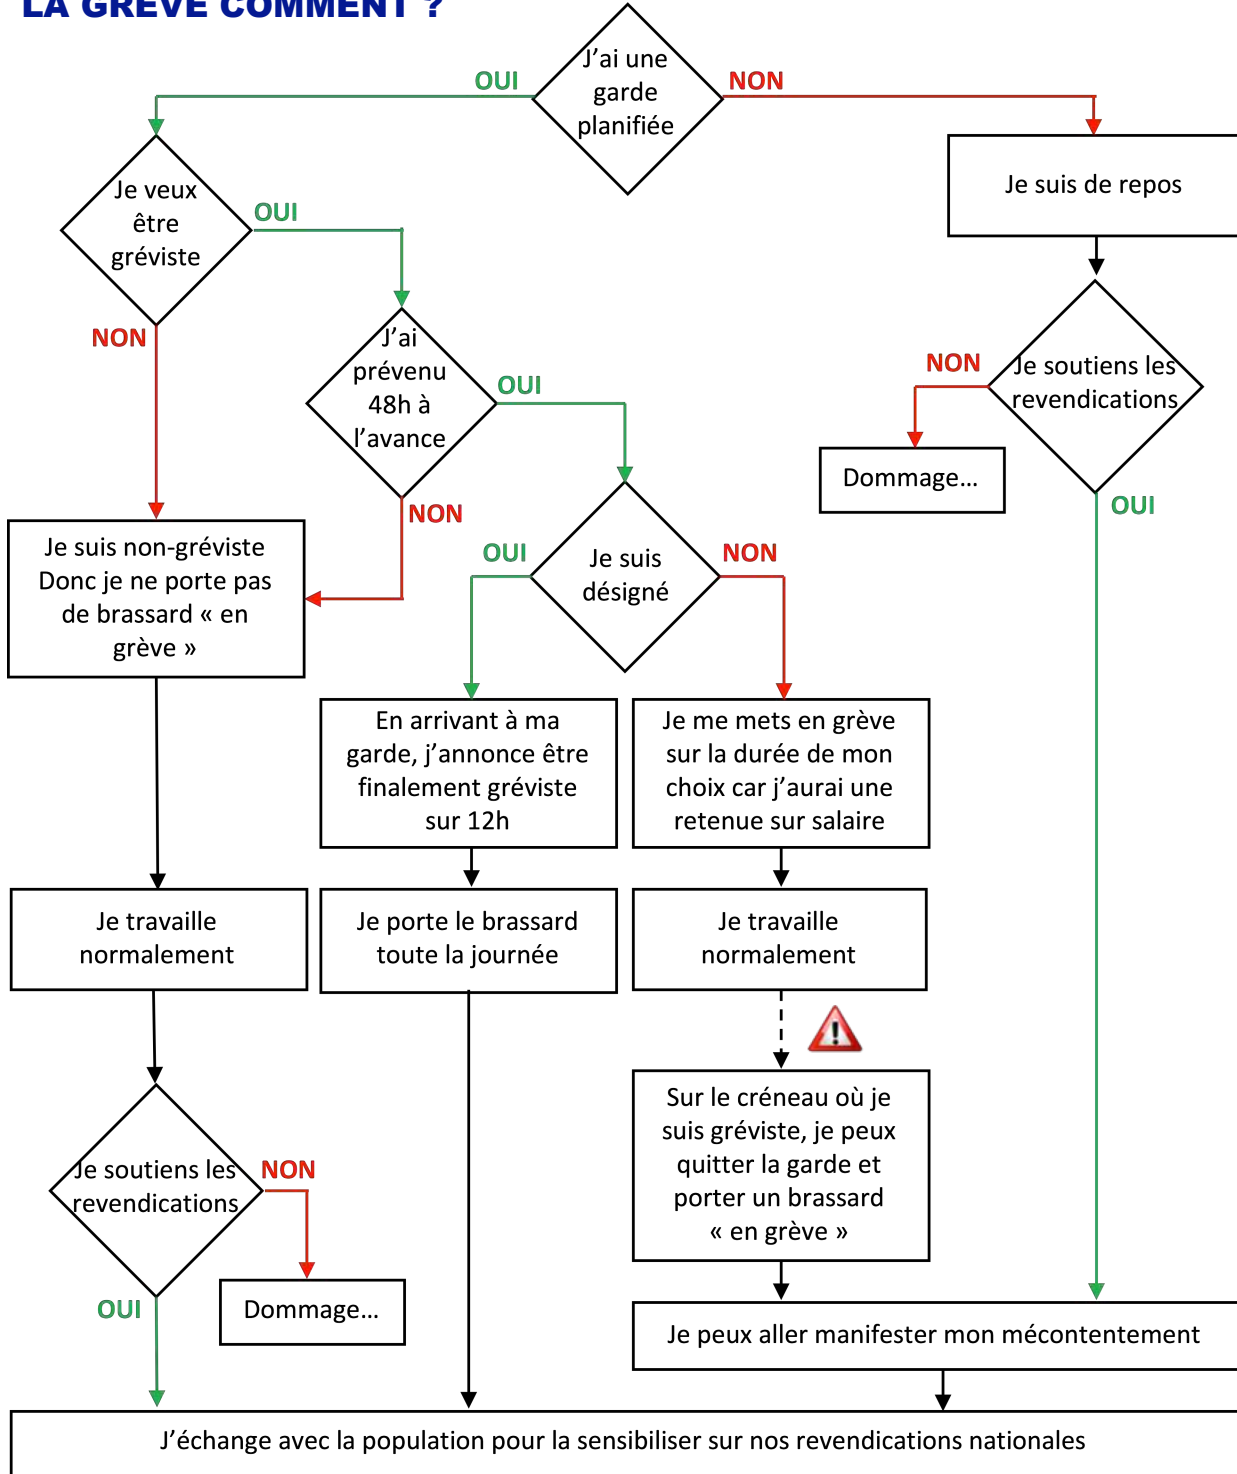 LA GRÈVE COMMENT ?
J’ai une
garde
planifiée
OUI
NON
Je veux
être
gréviste
OUI
NON
Je suis de repos
J’ai
prévenu
48h à
l’avance
OUI
NON
Je soutiens les
revendications
NON
OUI
Dommage…
Je suis non-gréviste
Donc je ne porte pas
de brassard « en
grève »
Je suis
désigné
OUI
NON
En arrivant à ma
garde, j’annonce être
finalement gréviste
sur 12h
Je me mets en grève
sur la durée de mon
choix car j’aurai une
retenue sur salaire
Je travaille
normalement
Je porte le brassard
toute la journée
Je travaille
normalement
Sur le créneau où je
suis gréviste, je peux
quitter la garde et
porter un brassard
« en grève »
Je soutiens les
revendications
NON
OUI
Dommage…
Je peux aller manifester mon mécontentement
J’échange avec la population pour la sensibiliser sur nos revendications nationales